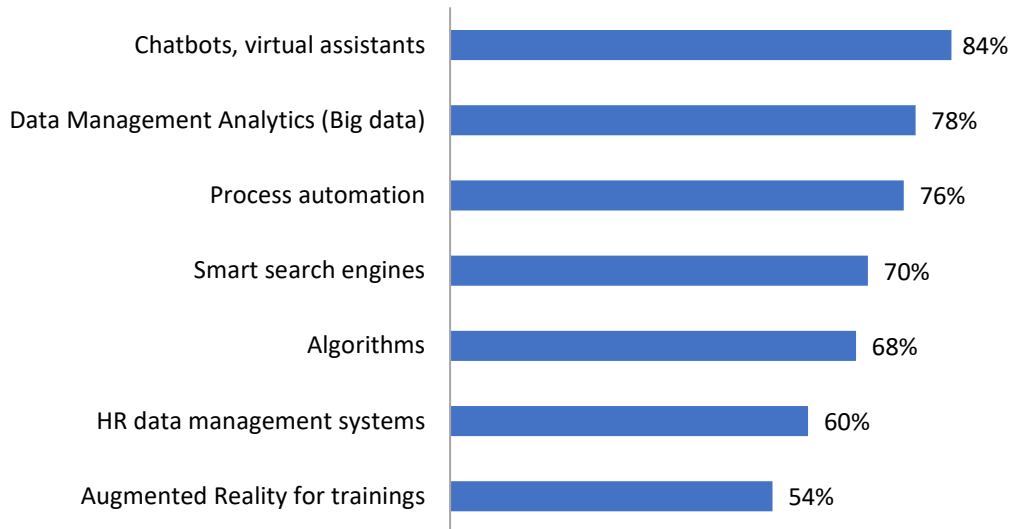 Chatbots, virtual assistants 84%
Data Management Analytics (Big data) 78%
Process automation 76%
Smart search engines 70%
Algorithms 68%
HR data management systems 60%
Augmented Reality for trainings 54%